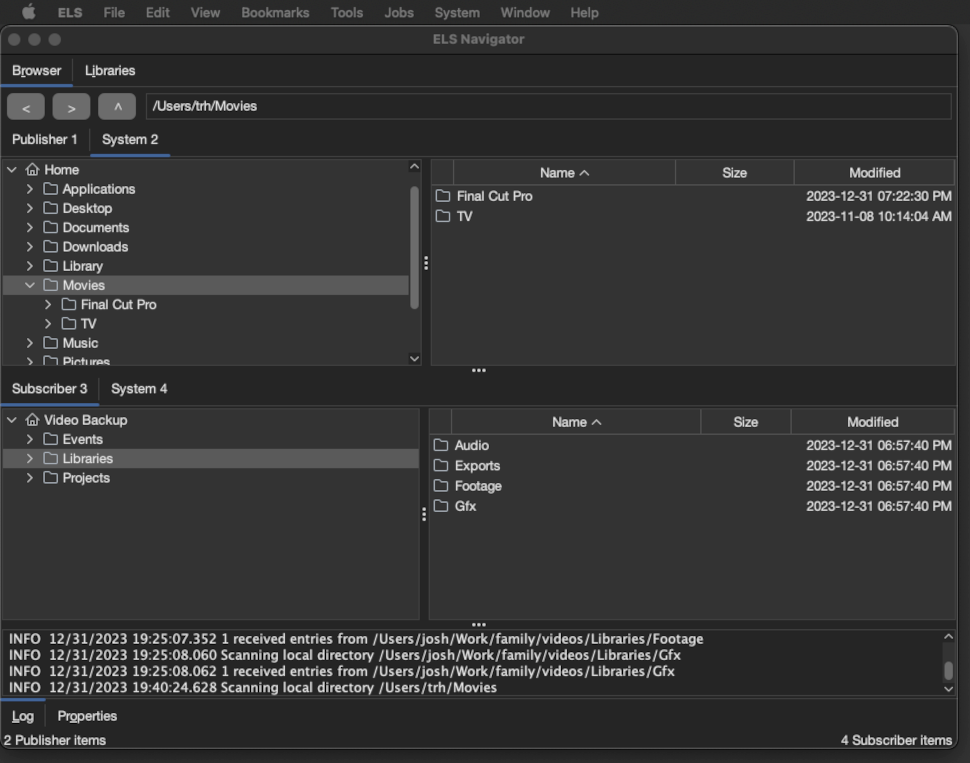 ELS File Edit View Bookmarks Tools Jobs System Window Help
ELS Navigator
Browser Libraries
< > ^ /Users/trh/Movies
Publisher 1 System 2
Home
Applications
Desktop
Documents
Downloads
Library
Movies
Final Cut Pro
TV
Music
Pictures
Name Size Modified
Final Cut Pro 2023-12-31 07:22:30 PM
TV 2023-11-08 10:14:04 AM
Subscriber 3 System 4
Video Backup
Events
Libraries
Projects
Name Size Modified
Audio 2023-12-31 06:57:40 PM
Exports 2023-12-31 06:57:40 PM
Footage 2023-12-31 06:57:40 PM
Gfx 2023-12-31 06:57:40 PM
INFO 12/31/2023 19:25:07.352 1 received entries from /Users/josh/Work/family/videos/Libraries/Footage
INFO 12/31/2023 19:25:08.060 Scanning local directory /Users/josh/Work/family/videos/Libraries/Gfx
INFO 12/31/2023 19:25:08.062 1 received entries from /Users/josh/Work/family/videos/Libraries/Gfx
INFO 12/31/2023 19:40:24.628 Scanning local directory /Users/trh/Movies
Log Properties
2 Publisher items 4 Subscriber items